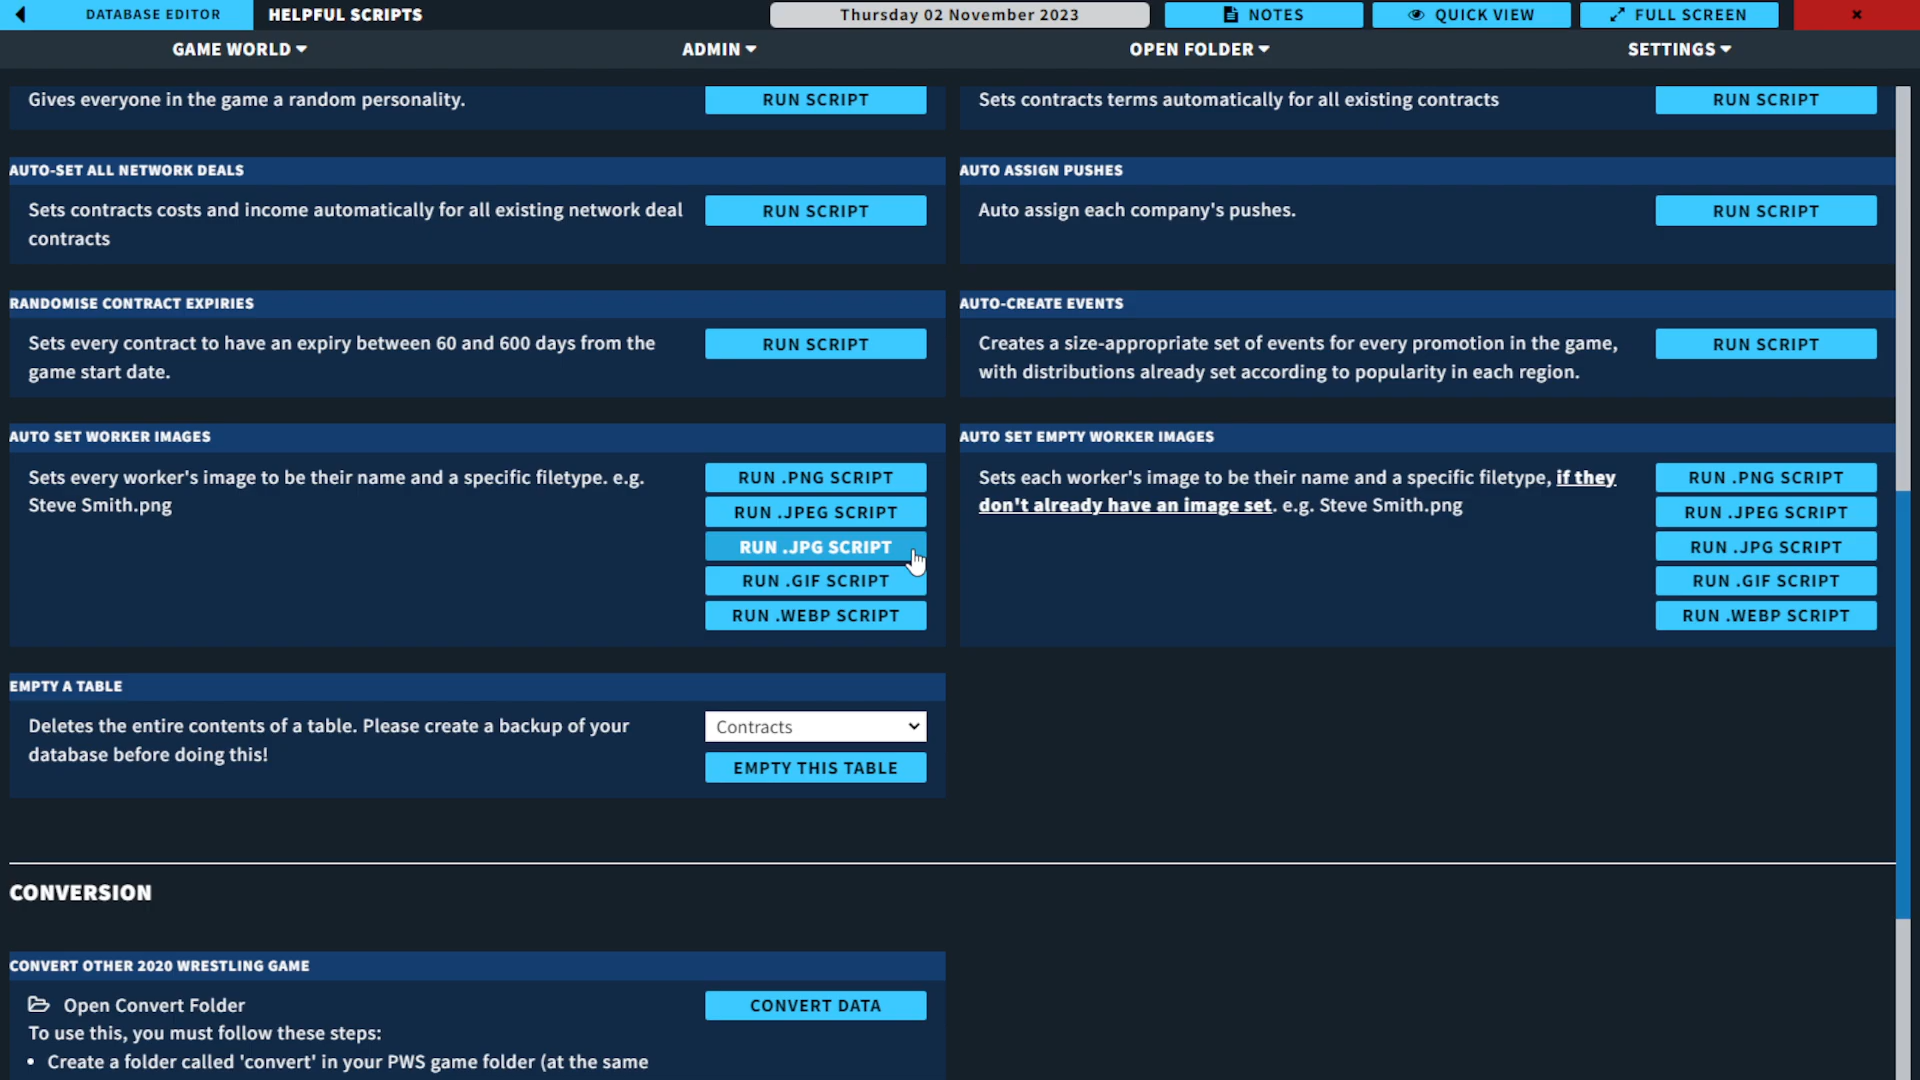 DATABASE EDITOR
HELPFUL SCRIPTS
Thursday 02 November 2023
NOTES
QUICK VIEW
FULL SCREEN
×
GAME WORLD
ADMIN
OPEN FOLDER
SETTINGS
Gives everyone in the game a random personality.
RUN SCRIPT
Sets contracts terms automatically for all existing contracts
RUN SCRIPT
AUTO-SET ALL NETWORK DEALS
Sets contracts costs and income automatically for all existing network deal
contracts
RUN SCRIPT
AUTO ASSIGN PUSHES
Auto assign each company's pushes.
RUN SCRIPT
RANDOMISE CONTRACT EXPIRIES
Sets every contract to have an expiry between 60 and 600 days from the
game start date.
RUN SCRIPT
AUTO-CREATE EVENTS
Creates a size-appropriate set of events for every promotion in the game,
with distributions already set according to popularity in each region.
RUN SCRIPT
AUTO SET WORKER IMAGES
Sets every worker's image to be their name and a specific filetype. e.g.
Steve Smith.png
RUN .PNG SCRIPT
RUN .JPEG SCRIPT
RUN .JPG SCRIPT
RUN .GIF SCRIPT
RUN .WEBP SCRIPT
AUTO SET EMPTY WORKER IMAGES
Sets each worker's image to be their name and a specific filetype, if they
don't already have an image set. e.g. Steve Smith.png
RUN .PNG SCRIPT
RUN .JPEG SCRIPT
RUN .JPG SCRIPT
RUN .GIF SCRIPT
RUN .WEBP SCRIPT
EMPTY A TABLE
Deletes the entire contents of a table. Please create a backup of your
database before doing this!
Contracts
EMPTY THIS TABLE
CONVERSION
CONVERT OTHER 2020 WRESTLING GAME
Open Convert Folder
CONVERT DATA
To use this, you must follow these steps:
• Create a folder called 'convert' in your PWS game folder (at the same